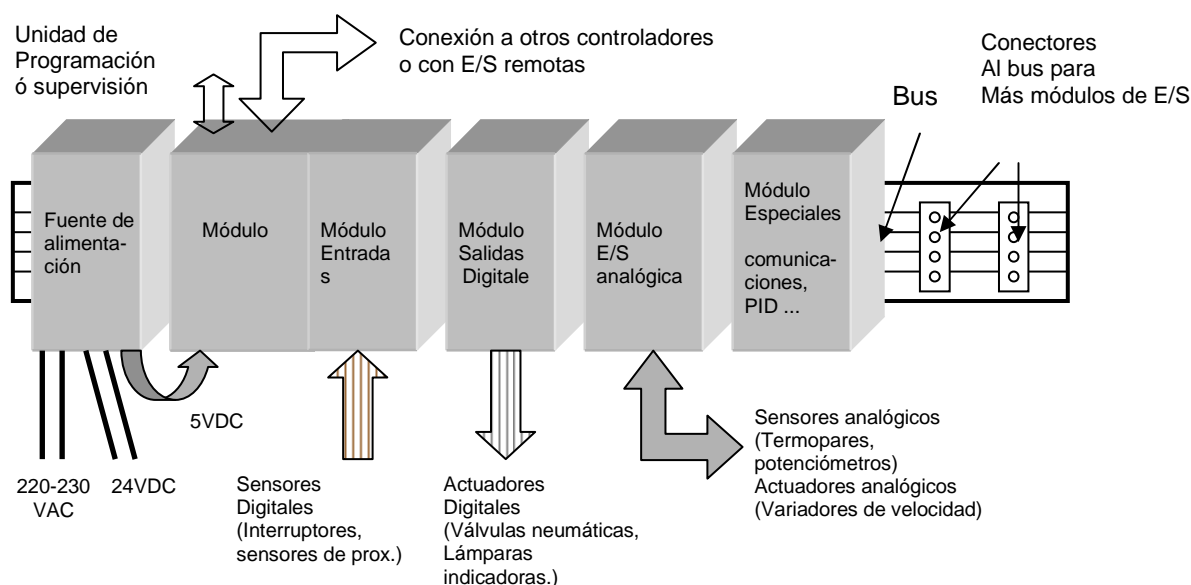 Unidad de
Programación
ó supervisión
Conexión a otros controladores
o con E/S remotas
Conectores
Al bus para
Más módulos de E/S
Bus
Fuente de
alimenta-
ción
Módulo
Módulo
Entrada
s
Módulo
Salidas
Digitale
Módulo
E/S
analógica
Módulo
Especiales
comunica-
ciones,
PID ...
5VDC
220-230
VAC
24VDC
Sensores
Digitales
(Interruptores,
sensores de prox.)
Actuadores
Digitales
(Válvulas neumáticas,
Lámparas
indicadoras.)
Sensores analógicos
(Termopares,
potenciómetros)
Actuadores analógicos
(Variadores de velocidad)